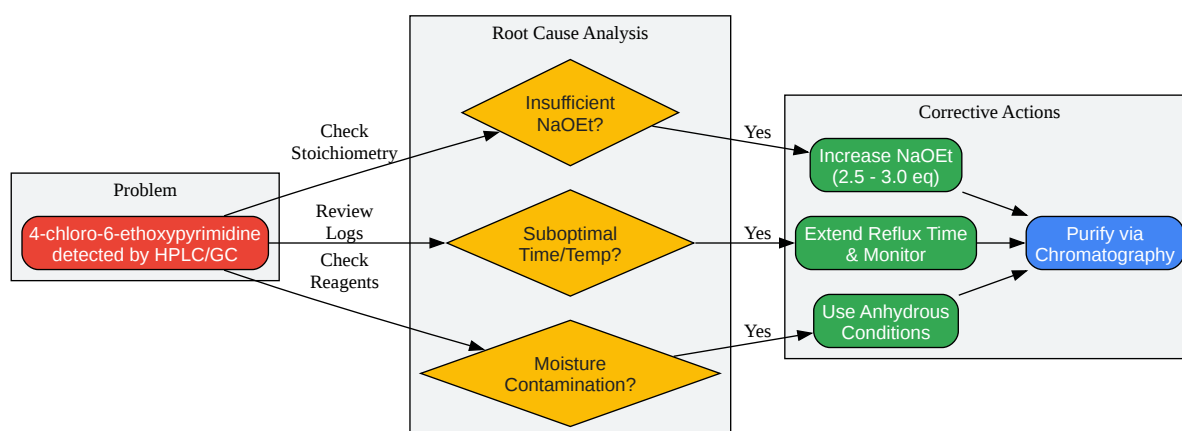 Problem
4-chloro-6-ethoxypyrimidine
detected by HPLC/GC
Check
Stoichiometry
Review
Logs
Check
Reagents
Root Cause Analysis
Insufficient
NaOEt?
Suboptimal
Time/Temp?
Moisture
Contamination?
Yes
Yes
Yes
Corrective Actions
Increase NaOEt
(2.5 - 3.0 eq)
Extend Reflux Time
& Monitor
Use Anhydrous
Conditions
Purify via
Chromatography